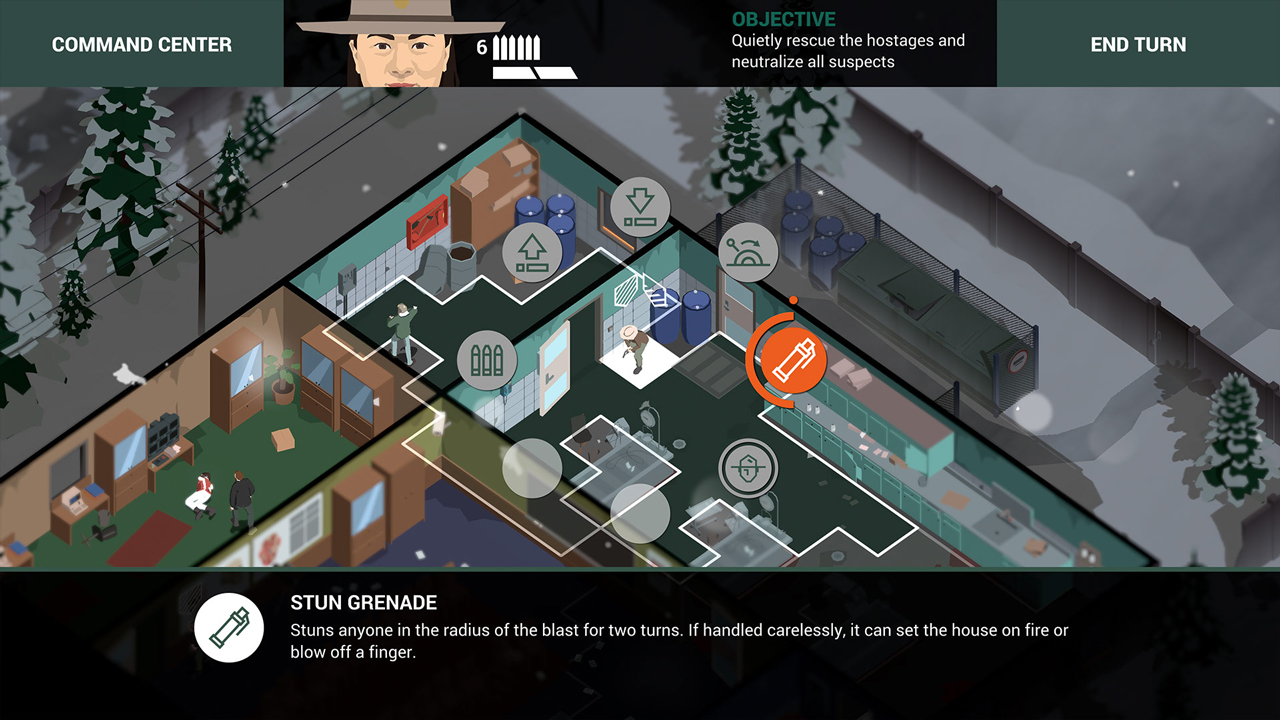 COMMAND CENTER
6
OBJECTIVE
Quietly rescue the hostages and
neutralize all suspects
END TURN
STUN GRENADE
Stuns anyone in the radius of the blast for two turns. If handled carelessly, it can set the house on fire or
blow off a finger.